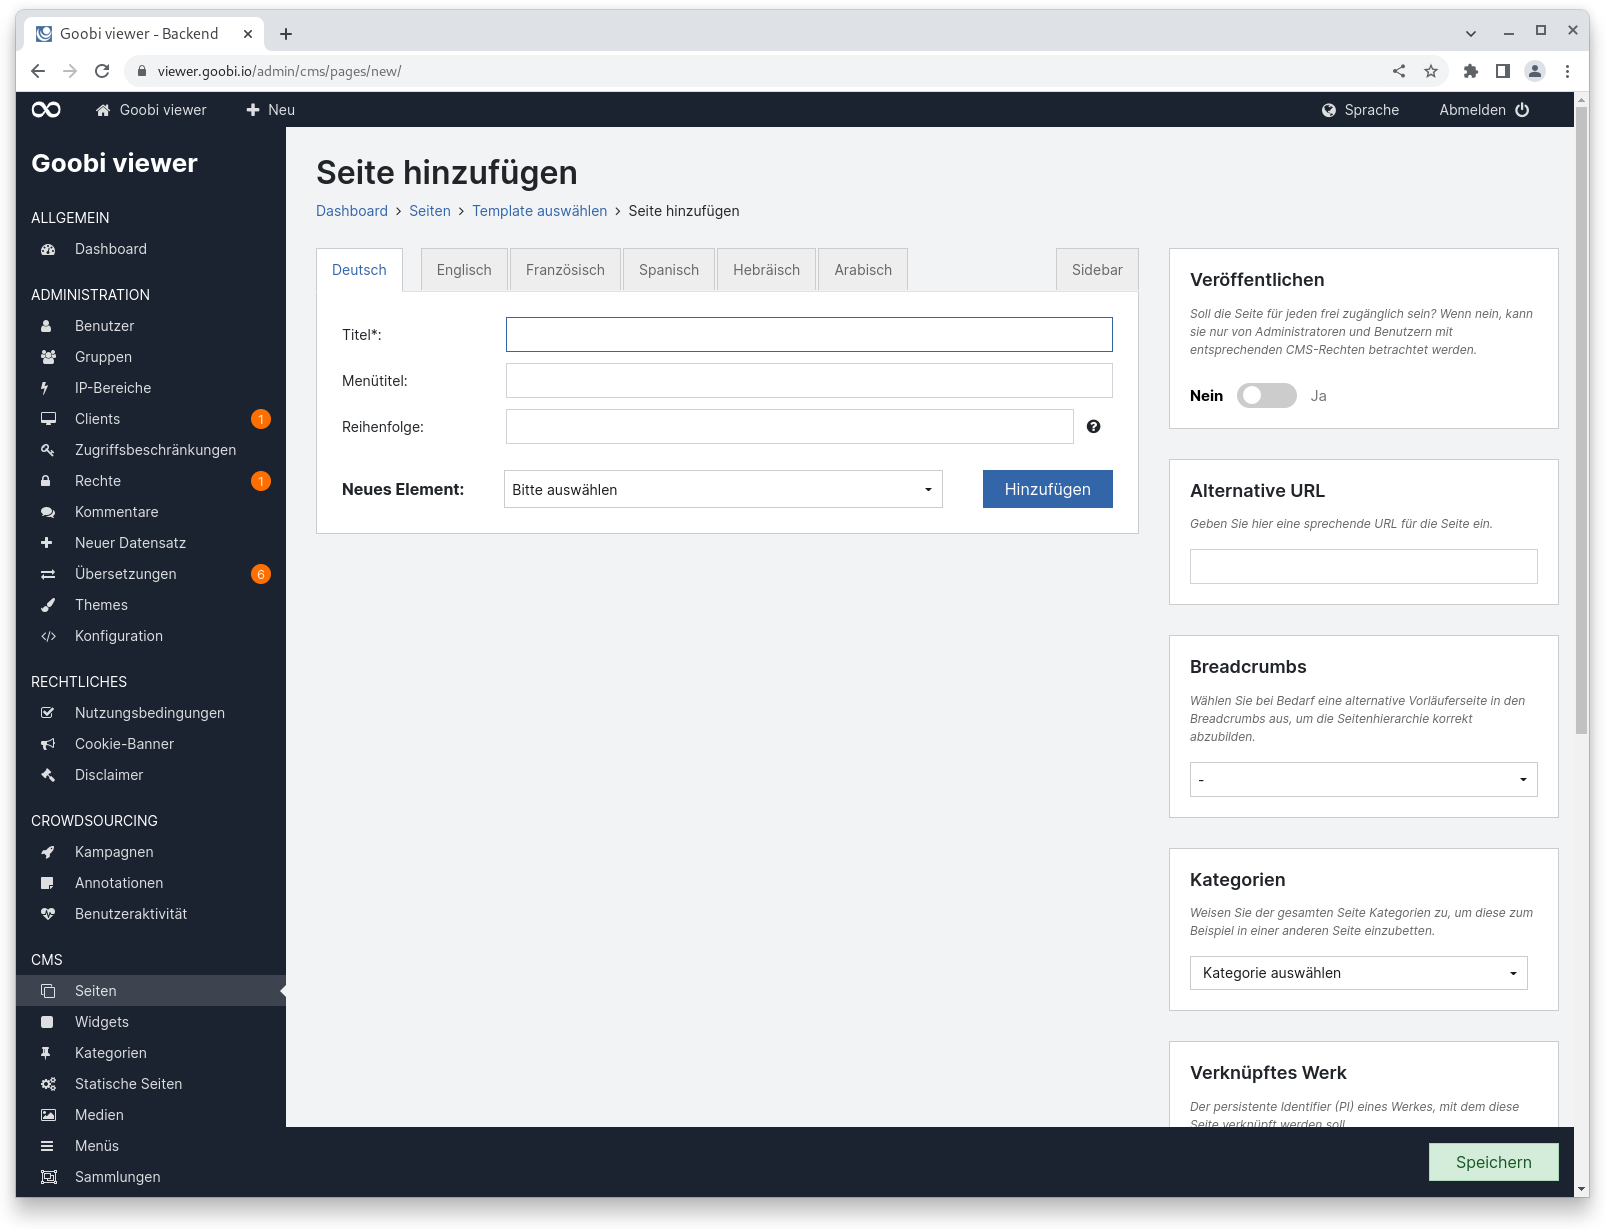 Goobi viewer - Backend
viewer.goobi.io/admin/cms/pages/new/
Goobi viewer
Neu
Sprache
Abmelden
Goobi viewer
ALLGEMEIN
Dashboard
ADMINISTRATION
Benutzer
Gruppen
IP-Bereiche
Clients 1
Zugriffsbeschränkungen
Rechte 1
Kommentare
Neuer Datensatz
Übersetzungen 6
Themes
Konfiguration
RECHTLICHES
Nutzungsbedingungen
Cookie-Banner
Disclaimer
CROWDSOURCING
Kampagnen
Annotationen
Benutzeraktivität
CMS
Seiten
Widgets
Kategorien
Statische Seiten
Medien
Menüs
Sammlungen
Seite hinzufügen
Dashboard › Seiten › Template auswählen › Seite hinzufügen
Deutsch Englisch Französisch Spanisch Hebräisch Arabisch Sidebar
Titel*:
Menütitel:
Reihenfolge:
Neues Element: Bitte auswählen Hinzufügen
Veröffentlichen
Soll die Seite für jeden frei zugänglich sein? Wenn nein, kann
sie nur von Administratoren und Benutzern mit
entsprechenden CMS-Rechten betrachtet werden.
Nein Ja
Alternative URL
Geben Sie hier eine sprechende URL für die Seite ein.
Breadcrumbs
Wählen Sie bei Bedarf eine alternative Vorläuferseite in den
Breadcrumbs aus, um die Seitenhierarchie korrekt
abzubilden.
-
Kategorien
Weisen Sie der gesamten Seite Kategorien zu, um diese zum
Beispiel in einer anderen Seite einzubetten.
Kategorie auswählen
Verknüpftes Werk
Der persistente Identifier (PI) eines Werkes, mit dem diese
Seite verknüpft werden soll
Speichern